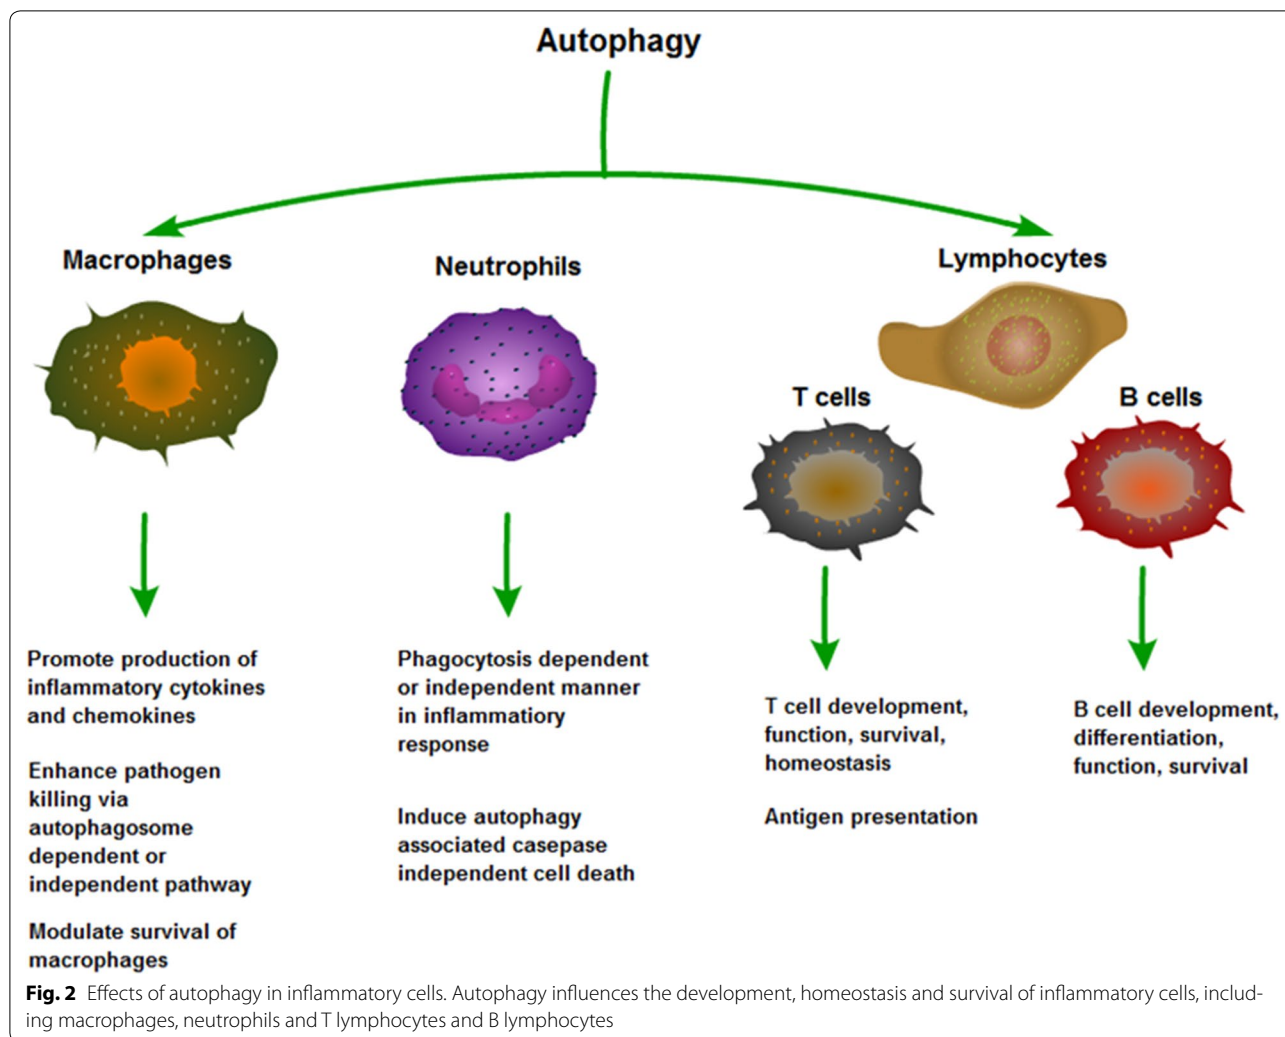 Autophagy
Macrophages
Neutrophils
Lymphocytes
T cells
B cells
Promote production of
inflammatory cytokines
and chemokines
Enhance pathogen
killing via
autophagosome
dependent or
independent pathway
Modulate survival of
macrophages
Phagocytosis dependent
or independent manner
in inflammatiory
response
Induce autophagy
associated casepase
independent cell death
T cell development,
function, survival,
homeostasis
Antigen presentation
B cell development,
differentiation,
function, survival
Fig. 2 Effects of autophagy in inflammatory cells. Autophagy influences the development, homeostasis and survival of inflammatory cells, includ-
ing macrophages, neutrophils and T lymphocytes and B lymphocytes